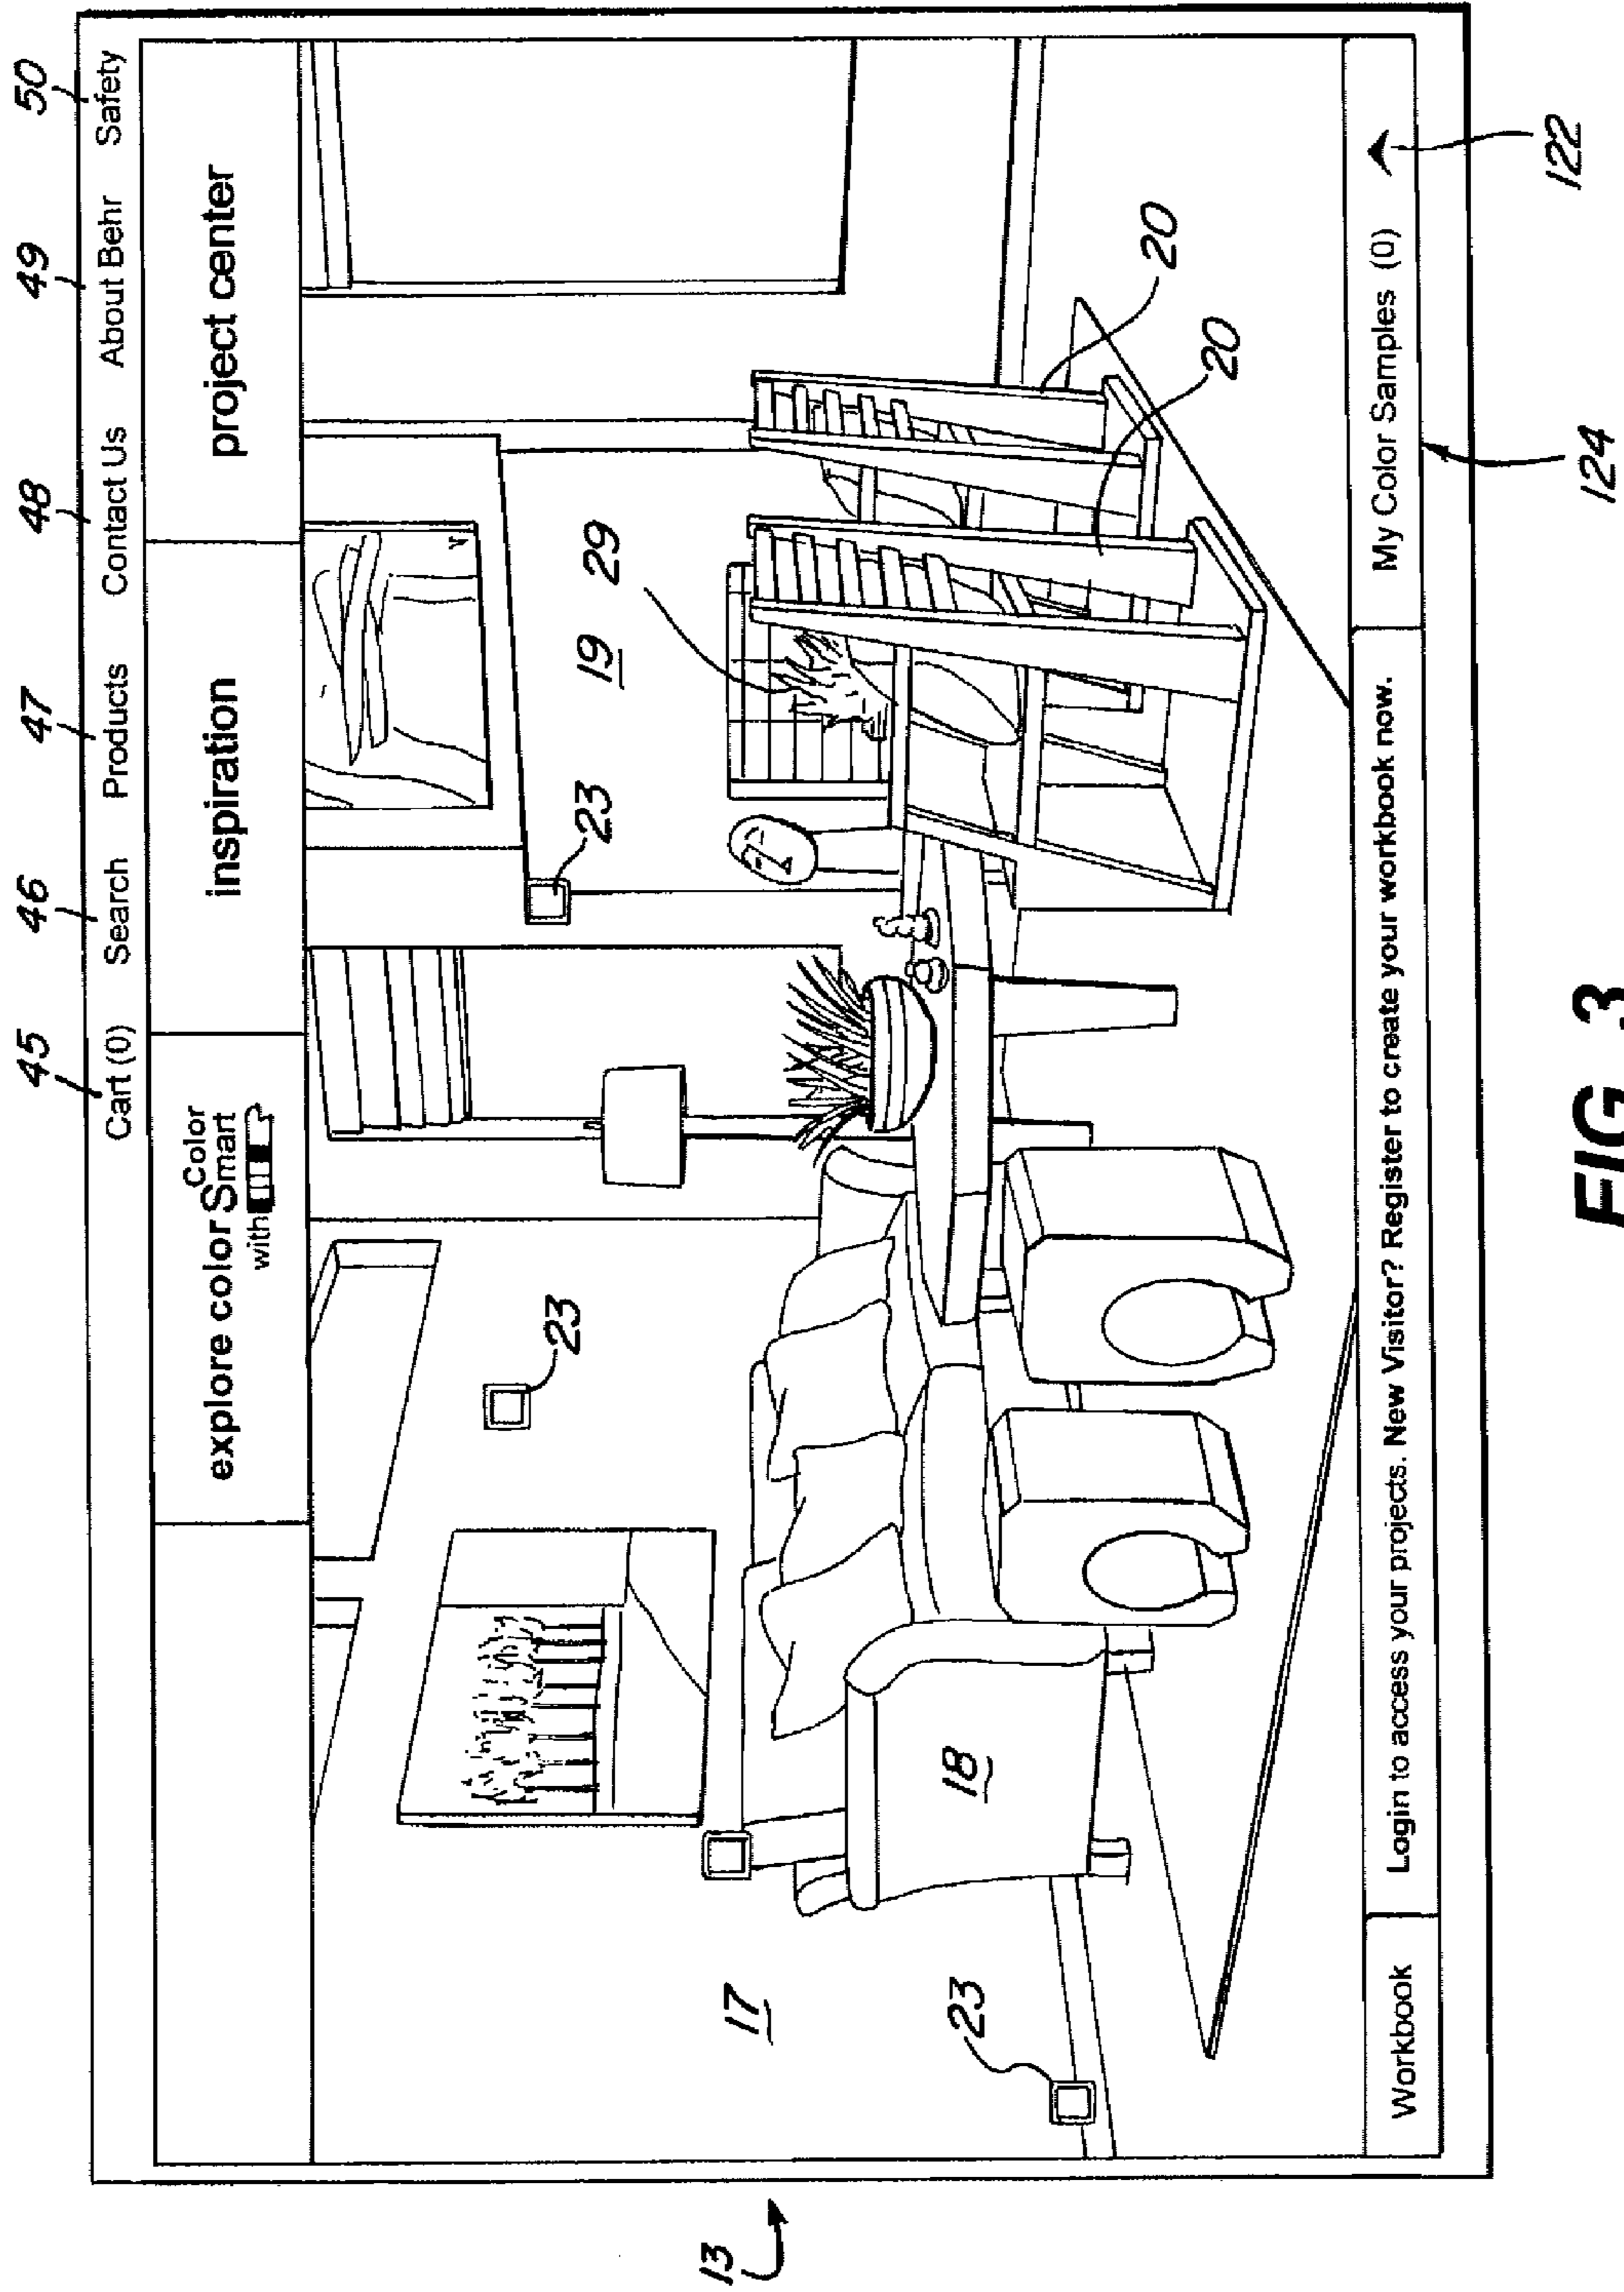 45 46 47 48 49 50
Cart (0) Search Products Contact Us About Behr Safety
explore color with Color Smart
inspiration
project center
23
23
19
29
17
18
20
20
23
13
Workbook
Login to access your projects. New Visitor? Register to create your workbook now.
My Color Samples (0)
122
124
FIG. 3